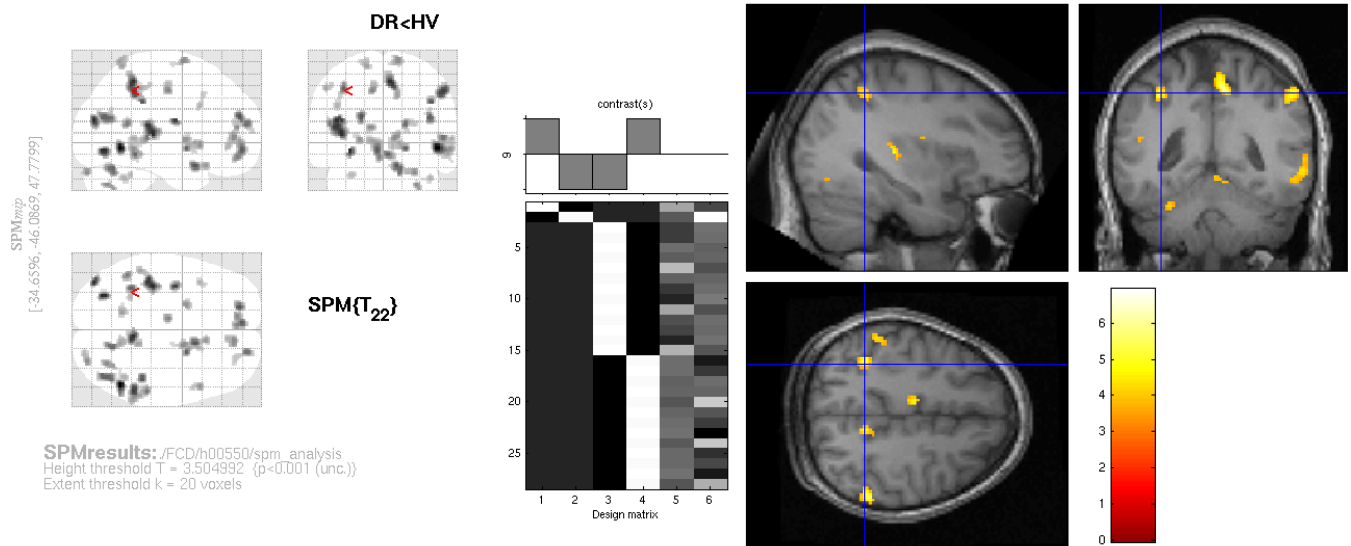 DR<HV
SPMmip
[-34.6596, -46.0869, 47.7799]
<
<
<
SPM{T22}
SPMresults: ./FCD/h00550/spm_analysis
Height threshold T = 3.504992 {p<0.001 (unc.)}
Extent threshold k = 20 voxels
contrast(s)
9
5
10
15
20
25
1 2 3 4 5 6
Design matrix
6
5
4
3
2
1
0